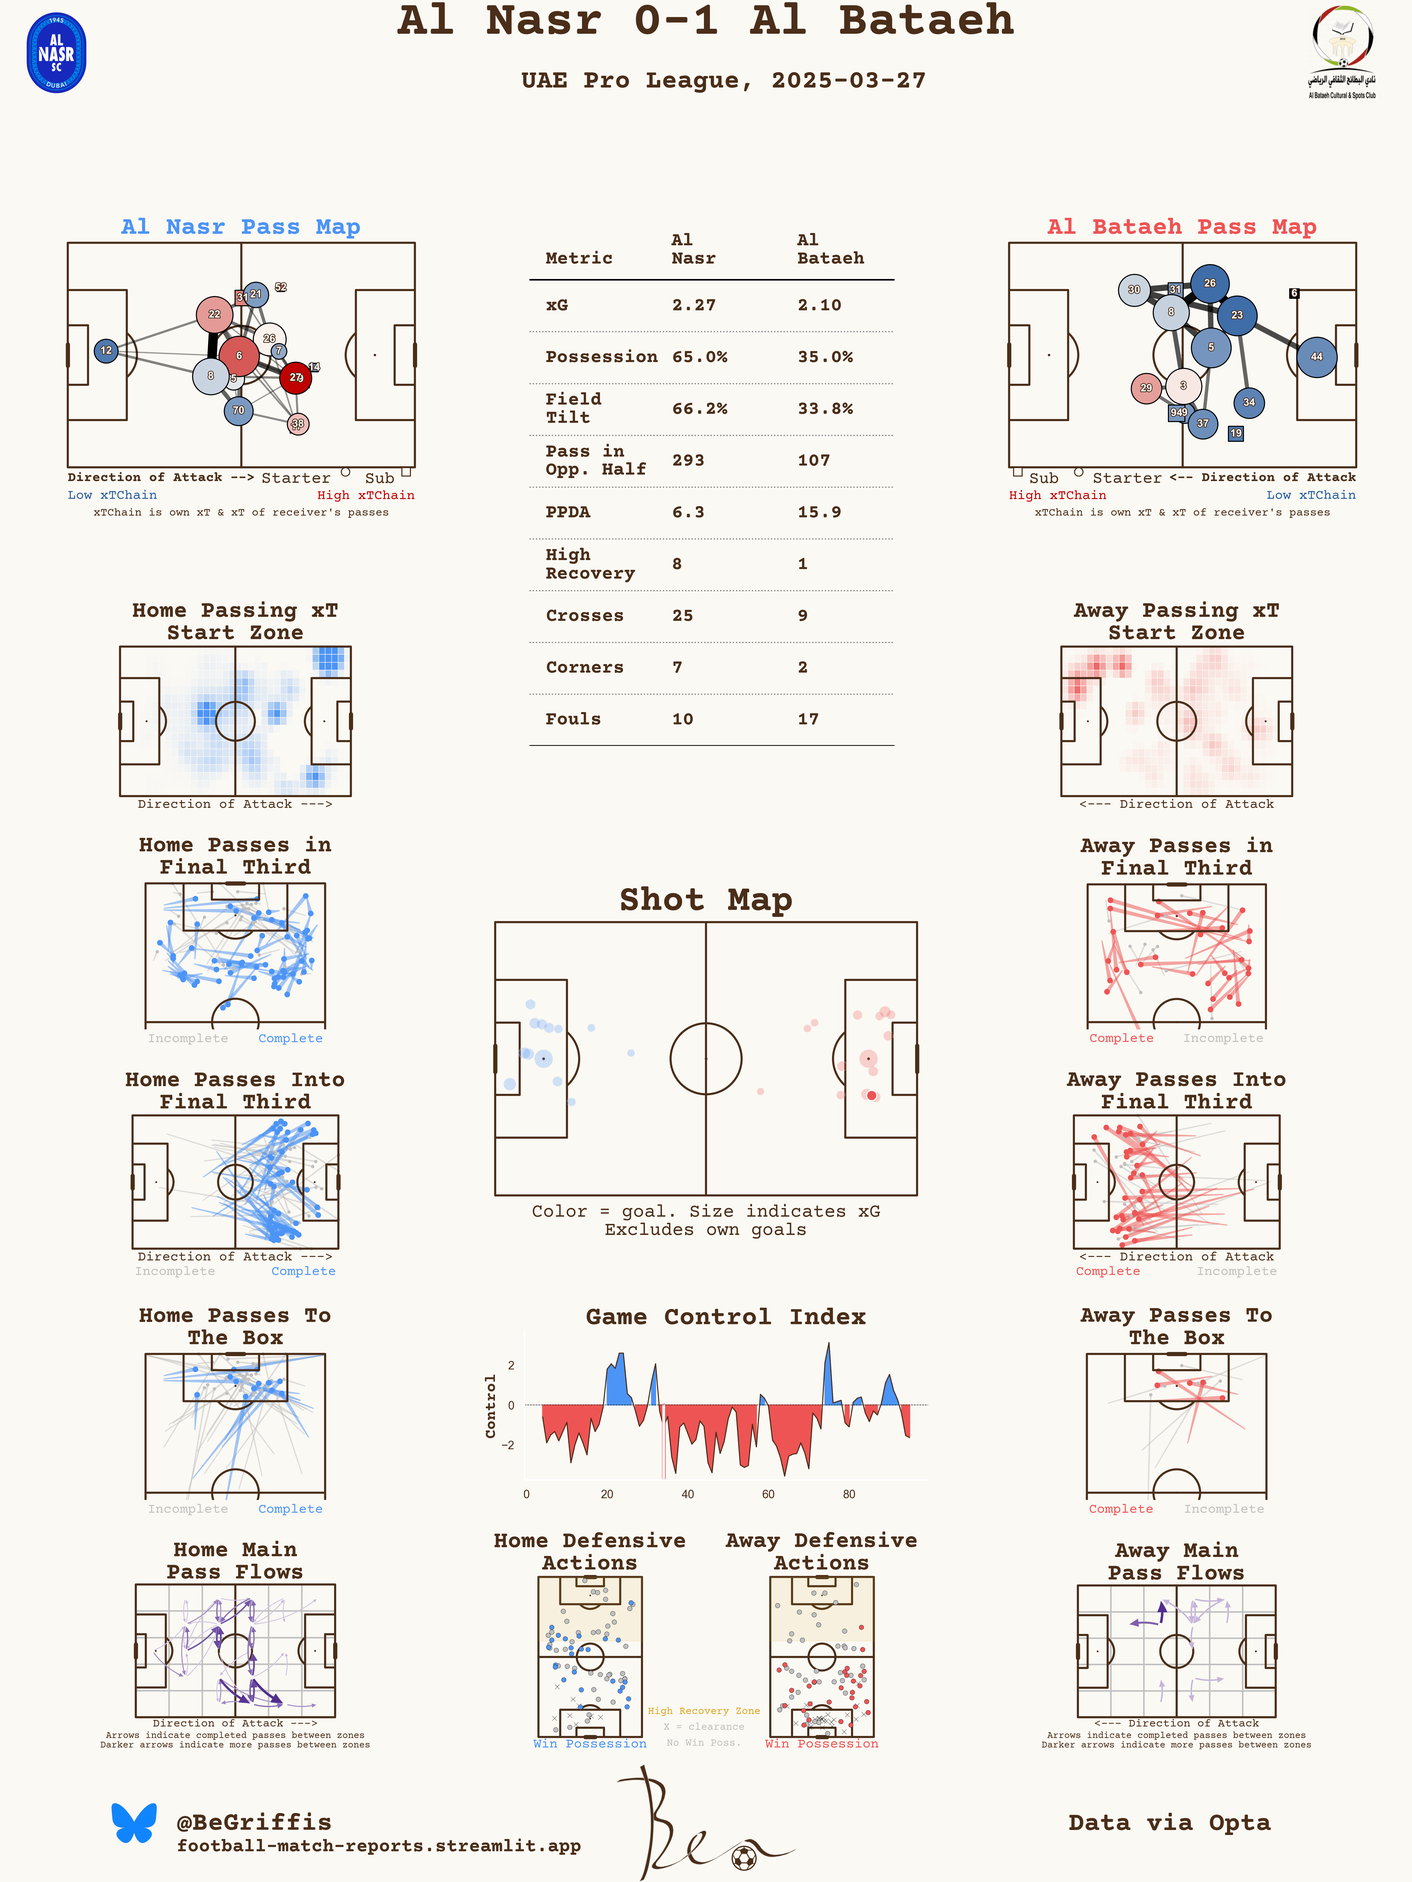 Al Nasr 0-1 Al Bataeh
UAE Pro League, 2025-03-27
1945
AL
NASR
SC
DUBAI
نادي البطائح الثقافي الرياضي
Al Bataeh Cultural & Spots Club
Al Nasr Pass Map
12
22
8
6
31
21
52
26
7
27
14
5
70
38
Direction of Attack --> Starter Sub
Low xTChain High xTChain
xTChain is own xT & xT of receiver's passes
Metric Al Nasr Al Bataeh
xG 2.27 2.10
Possession 65.0% 35.0%
Field Tilt 66.2% 33.8%
Pass in Opp. Half 293 107
PPDA 6.3 15.9
High Recovery 8 1
Crosses 25 9
Corners 7 2
Fouls 10 17
Al Bataeh Pass Map
30
31
26
6
8
23
5
44
29
3
34
37
19
Sub Starter <-- Direction of Attack
High xTChain Low xTChain
xTChain is own xT & xT of receiver's passes
Home Passing xT
Start Zone
Direction of Attack --->
Away Passing xT
Start Zone
<--- Direction of Attack
Home Passes in
Final Third
Incomplete Complete
Away Passes in
Final Third
Complete Incomplete
Shot Map
Color = goal. Size indicates xG
Excludes own goals
Home Passes Into
Final Third
Direction of Attack --->
Incomplete Complete
Away Passes Into
Final Third
<--- Direction of Attack
Complete Incomplete
Home Passes To
The Box
Incomplete Complete
Game Control Index
Control
2
0
−2
0 20 40 60 80
Away Passes To
The Box
Complete Incomplete
Home Main
Pass Flows
Direction of Attack --->
Arrows indicate completed passes between zones
Darker arrows indicate more passes between zones
Home Defensive
Actions
Win Possession
Away Defensive
Actions
Win Possession
High Recovery Zone
X = clearance
No Win Poss.
Away Main
Pass Flows
<--- Direction of Attack
Arrows indicate completed passes between zones
Darker arrows indicate more passes between zones
@BeGriffis
football-match-reports.streamlit.app
Ben
Data via Opta